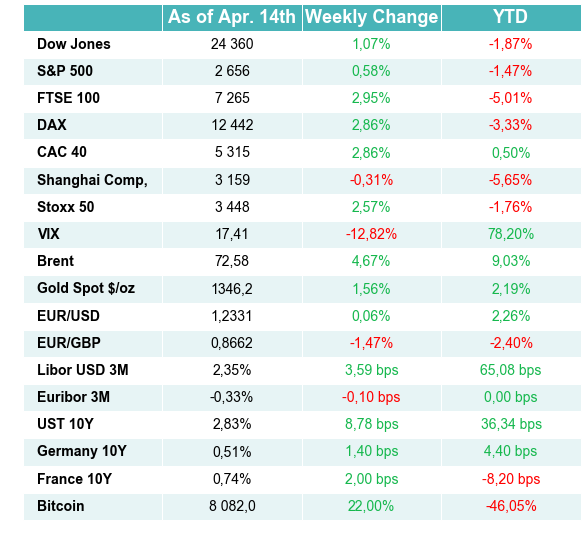 As of Apr. 14th Weekly Change YTD
Dow Jones 24 360 1,07% -1,87%
S&P 500 2 656 0,58% -1,47%
FTSE 100 7 265 2,95% -5,01%
DAX 12 442 2,86% -3,33%
CAC 40 5 315 2,86% 0,50%
Shanghai Comp, 3 159 -0,31% -5,65%
Stoxx 50 3 448 2,57% -1,76%
VIX 17,41 -12,82% 78,20%
Brent 72,58 4,67% 9,03%
Gold Spot $/oz 1346,2 1,56% 2,19%
EUR/USD 1,2331 0,06% 2,26%
EUR/GBP 0,8662 -1,47% -2,40%
Libor USD 3M 2,35% 3,59 bps 65,08 bps
Euribor 3M -0,33% -0,10 bps 0,00 bps
UST 10Y 2,83% 8,78 bps 36,34 bps
Germany 10Y 0,51% 1,40 bps 4,40 bps
France 10Y 0,74% 2,00 bps -8,20 bps
Bitcoin 8 082,0 22,00% -46,05%